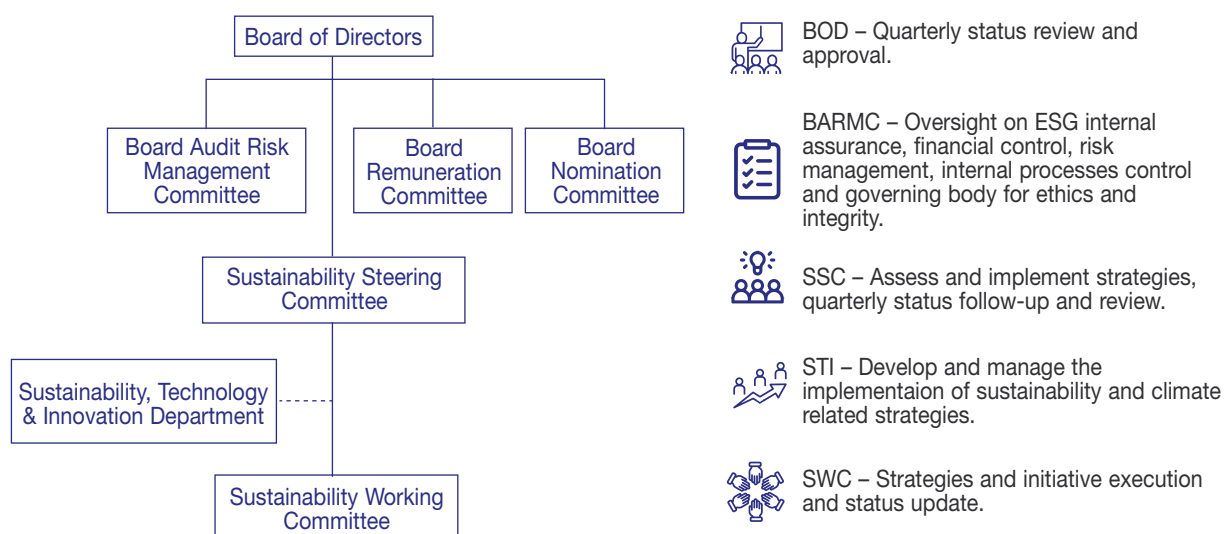 Board of Directors
Board Audit Risk
Management
Committee
Board
Remuneration
Committee
Board
Nomination
Committee
Sustainability Steering
Committee
Sustainability, Technology
& Innovation Department
Sustainability Working
Committee
BOD – Quarterly status review and
approval.
BARMC – Oversight on ESG internal
assurance, financial control, risk
management, internal processes control
and governing body for ethics and
integrity.
SSC – Assess and implement strategies,
quarterly status follow-up and review.
STI – Develop and manage the
implementaion of sustainability and climate
related strategies.
SWC – Strategies and initiative execution
and status update.